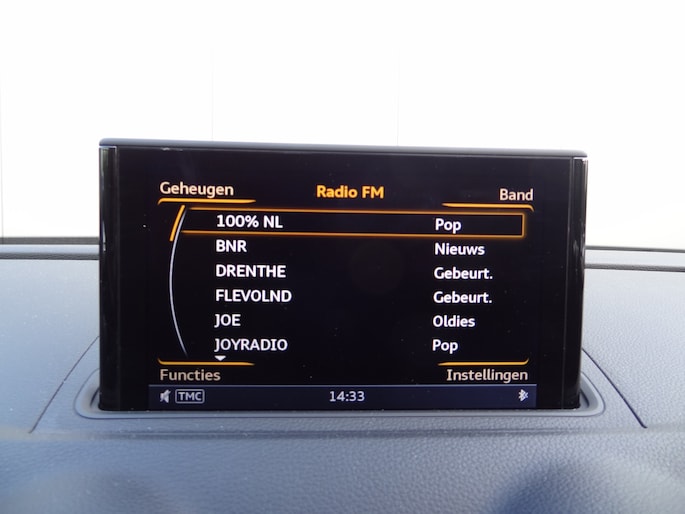 Geheugen Radio FM Band
100% NL Pop
BNR Nieuws
DRENTHE Gebeurt.
FLEVOLND Gebeurt.
JOE Oldies
JOYRADIO Pop
Functies Instellingen
TMC 14:33